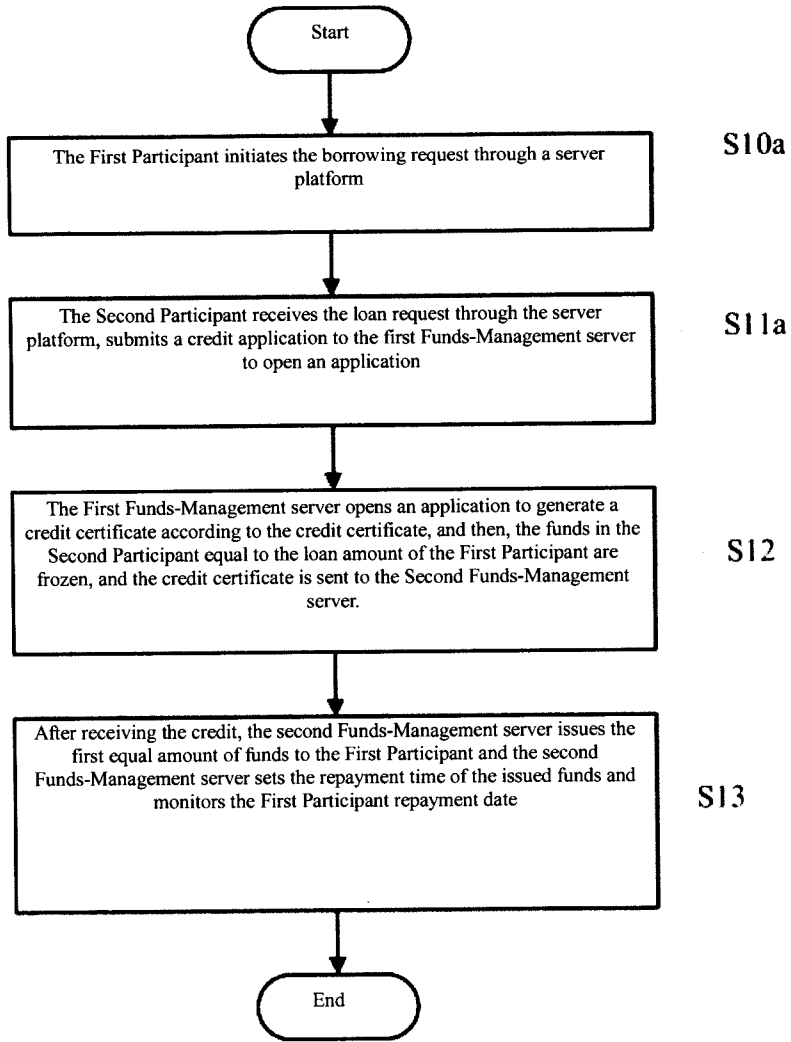 Start
The First Participant initiates the borrowing request through a server
platform
S10a
The Second Participant receives the loan request through the server
platform, submits a credit application to the first Funds-Management server
to open an application
S11a
The First Funds-Management server opens an application to generate a
credit certificate according to the credit certificate, and then, the funds in the
Second Participant equal to the loan amount of the First Participant are
frozen, and the credit certificate is sent to the Second Funds-Management
server.
S12
After receiving the credit, the second Funds-Management server issues the
first equal amount of funds to the First Participant and the second
Funds-Management server sets the repayment time of the issued funds and
monitors the First Participant repayment date
S13
End